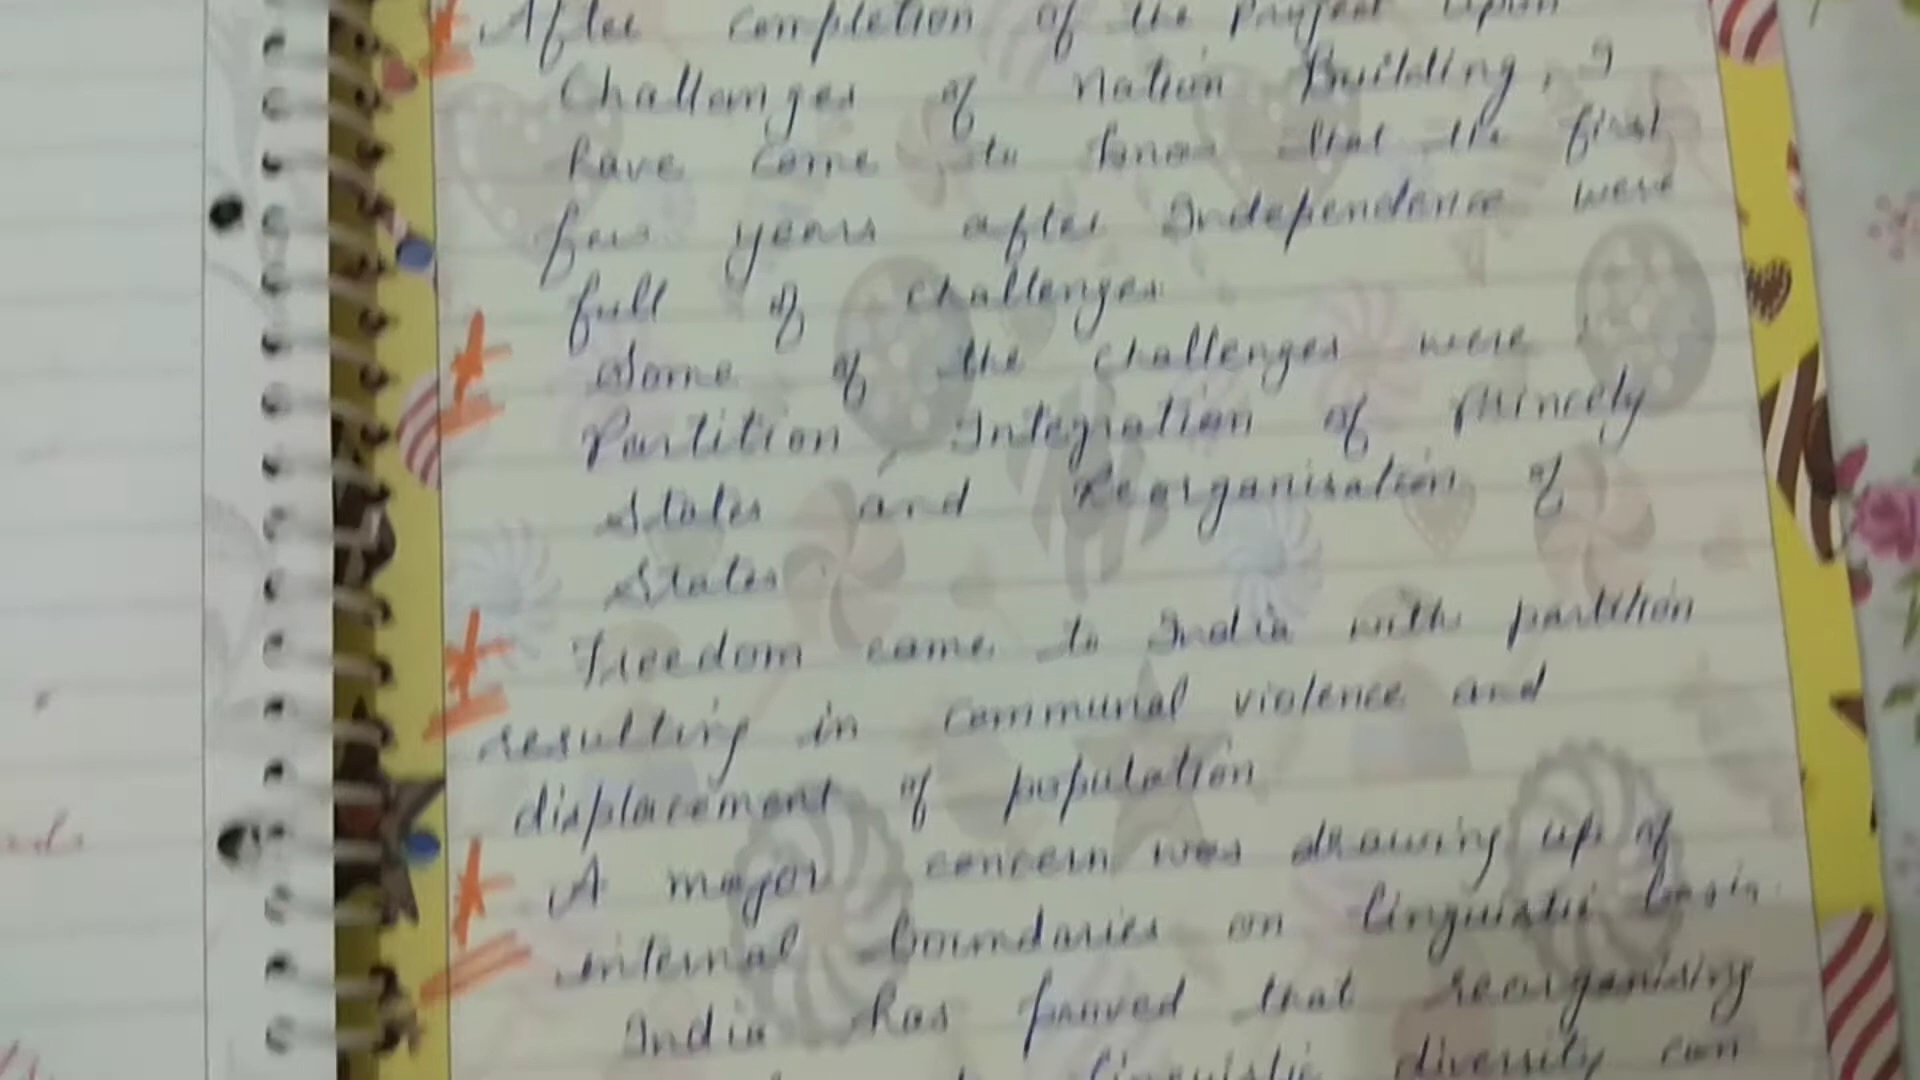 After completion of the Project Upon
Challenges of Nation Building, I
have come to know that the first
few years after Independence were
full of challenges.
Some of the challenges were :
Partition, Integration of Princely
States and Reorganisation of
States.
Freedom came to India with partition
resulting in communal violence and
displacement of population
A major concern was drawing up of
internal boundaries on linguistic basis.
India has proved that reorganising
linguistic diversity can